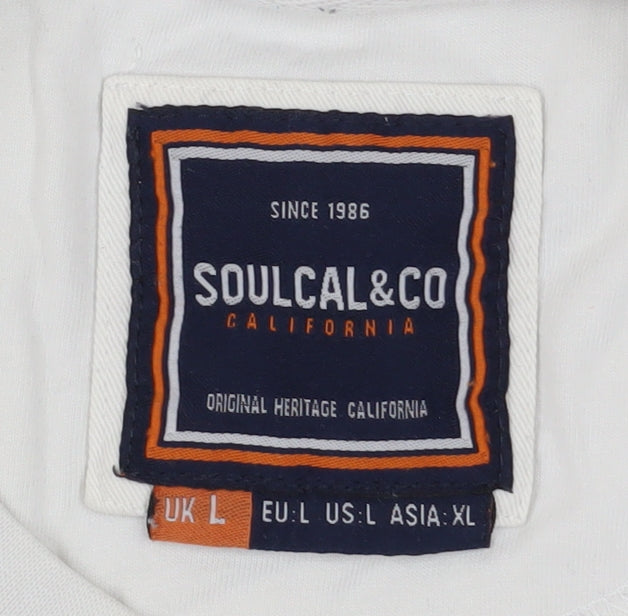 SINCE 1986
SOULCAL&CO
CALIFORNIA
ORIGINAL HERITAGE CALIFORNIA
UK L EU:L US:L ASIA:XL